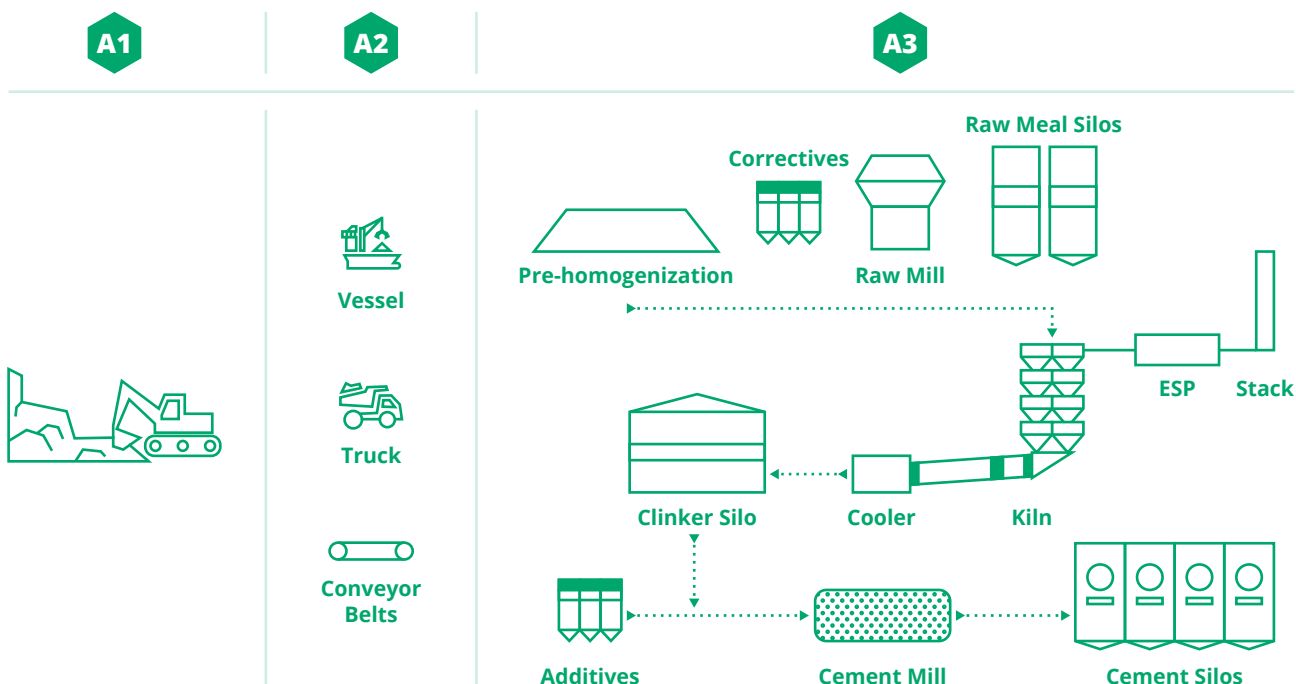 A1
A2
A3
Raw Meal Silos
Correctives
Pre-homogenization
Raw Mill
Vessel
ESP
Stack
Truck
Clinker Silo
Cooler
Kiln
Conveyor
Belts
Additives
Cement Mill
Cement Silos